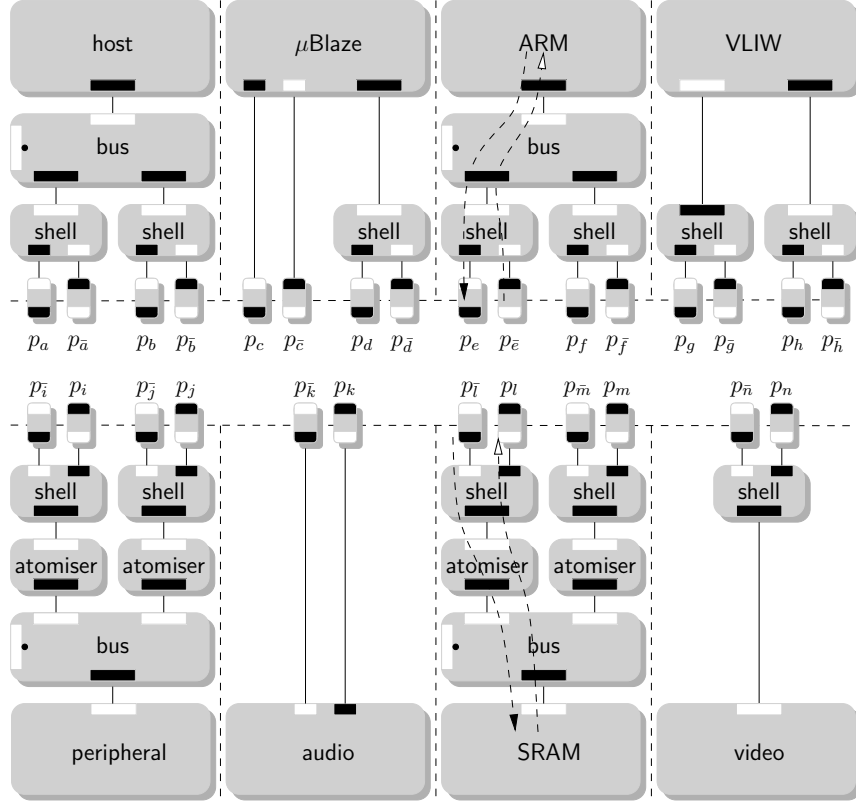 host µBlaze ARM VLIW
bus bus
shell shell shell shell shell shell shell
p_a p_ā p_b p_b̄ p_c p_c̄ p_d p_d̄ p_e p_ē p_f p_f̄ p_g p_ḡ p_h p_h̄
p_ī p_i p_j̄ p_j p_k̄ p_k p_l̄ p_l p_m̄ p_m p_n̄ p_n
shell shell shell shell shell
atomiser atomiser atomiser atomiser
bus bus
peripheral audio SRAM video